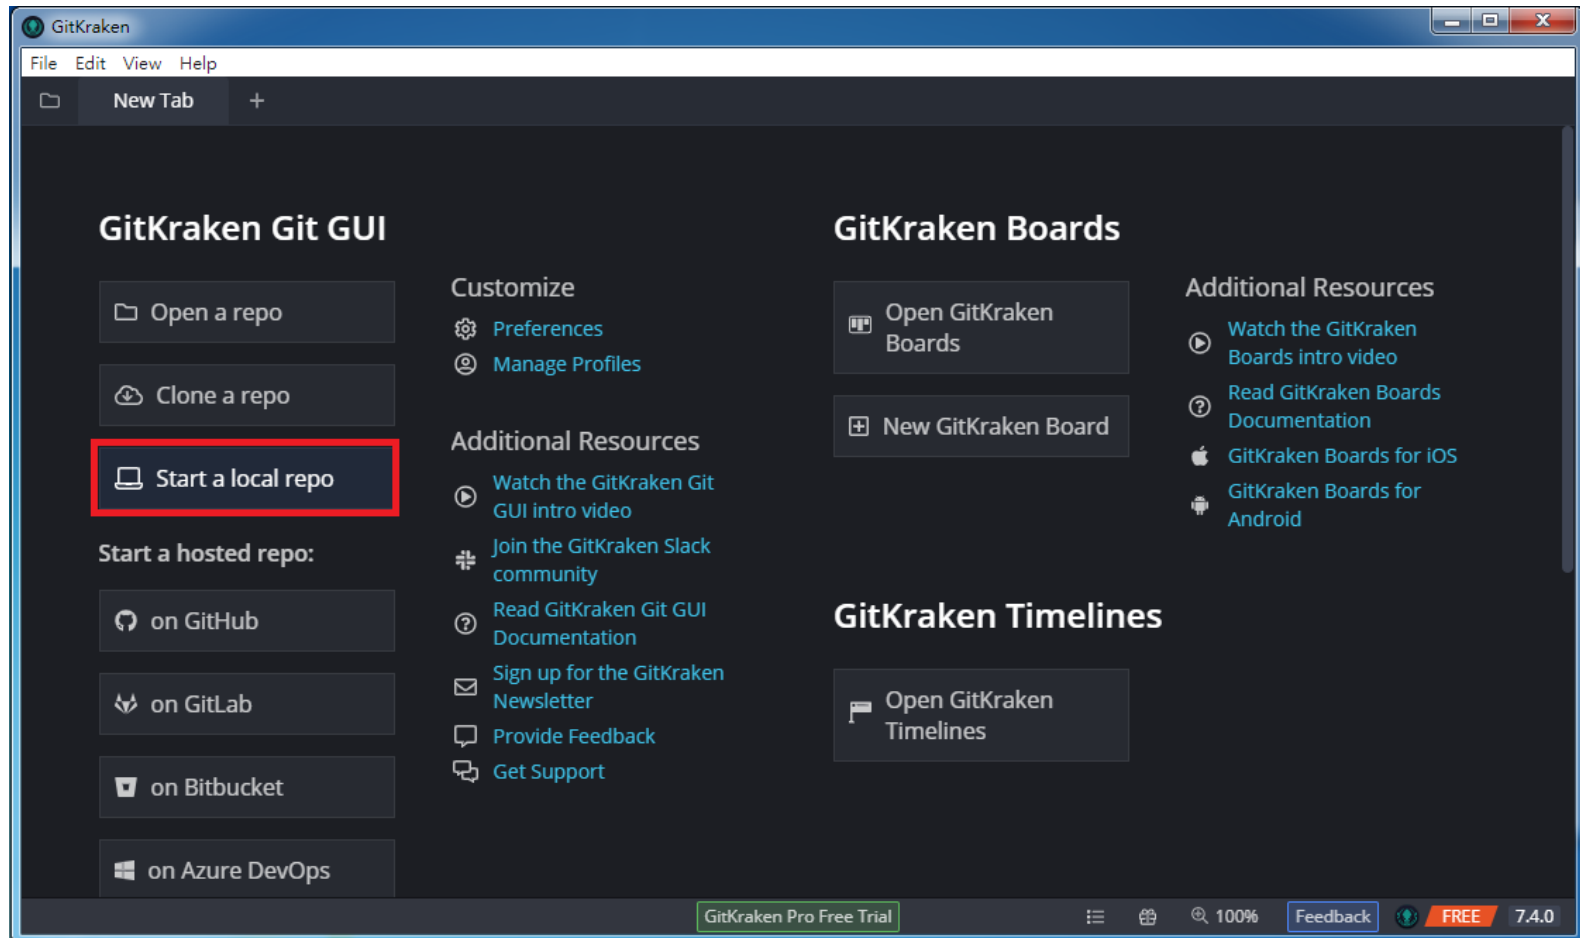 GitKraken
File Edit View Help
New Tab +
GitKraken Git GUI
Open a repo
Clone a repo
Start a local repo
Start a hosted repo:
on GitHub
on GitLab
on Bitbucket
on Azure DevOps
Customize
Preferences
Manage Profiles
Additional Resources
Watch the GitKraken Git
GUI intro video
Join the GitKraken Slack
community
Read GitKraken Git GUI
Documentation
Sign up for the GitKraken
Newsletter
Provide Feedback
Get Support
GitKraken Boards
Open GitKraken
Boards
New GitKraken Board
Additional Resources
Watch the GitKraken
Boards intro video
Read GitKraken Boards
Documentation
GitKraken Boards for iOS
GitKraken Boards for
Android
GitKraken Timelines
Open GitKraken
Timelines
GitKraken Pro Free Trial 100% Feedback FREE 7.4.0